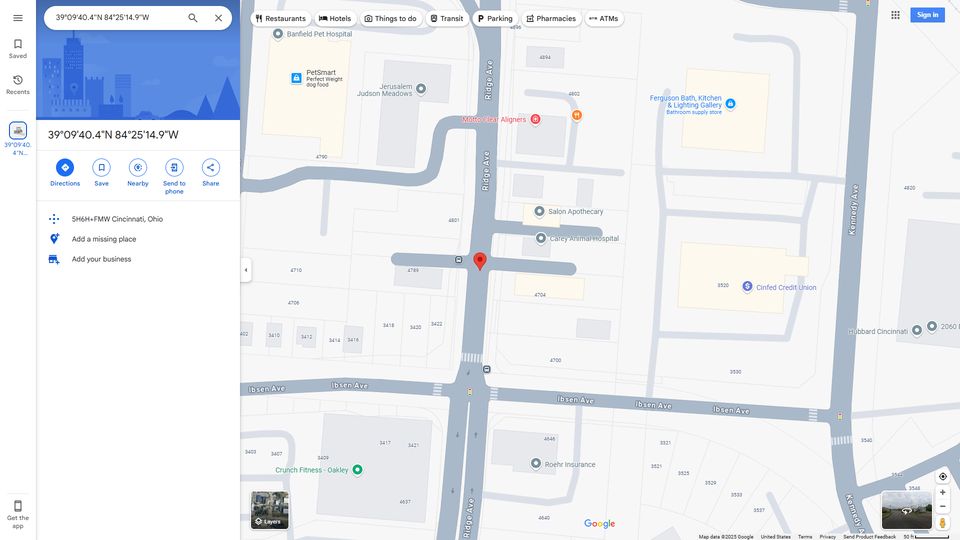 39°09'40.4"N 84°25'14.9"W
Restaurants
Hotels
Things to do
Transit
Parking
Pharmacies
ATMs
Sign in
Saved
Recents
39°09'40.
4"N...
39°09'40.4"N 84°25'14.9"W
Directions
Save
Nearby
Send to
phone
Share
5H6H+FMW Cincinnati, Ohio
Add a missing place
Add your business
Get the
app
Banfield Pet Hospital
PetSmart
Perfect Weight
dog food
Jerusalem
Judson Meadows
Ridge Ave
4894
4802
Motto Clear Aligners
Ferguson Bath, Kitchen
& Lighting Gallery
Bathroom supply store
4790
Ridge Ave
Kennedy Ave
4820
4801
Salon Apothecary
Carey Animal Hospital
4710
4789
4704
3520
Cinfed Credit Union
4706
3418
3420
3422
3410
3412
3414
3416
Hubbard Cincinnati
4700
3530
Ibsen Ave
Ibsen Ave
Ibsen Ave
Ibsen Ave
Ibsen Ave
3417
3421
3403
3407
3409
Crunch Fitness - Oakley
4637
4646
Roehr Insurance
4640
3321
3521
3525
3529
3533
3537
3540
3544
3548
Ridge Ave
Kennedy
Layers
Google
Map data ©2025 Google
United States
Terms
Privacy
Send Product Feedback
50 ft